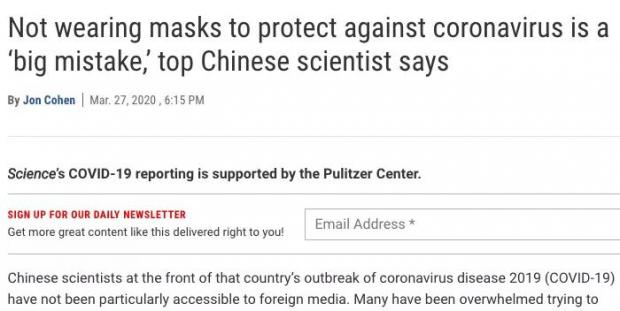 Not wearing masks to protect against coronavirus is a
‘big mistake,’ top Chinese scientist says
By Jon Cohen | Mar. 27, 2020 , 6:15 PM
Science’s COVID-19 reporting is supported by the Pulitzer Center.
SIGN UP FOR OUR DAILY NEWSLETTER
Get more great content like this delivered right to you!
Email Address *
Chinese scientists at the front of that country’s outbreak of coronavirus disease 2019 (COVID-19)
have not been particularly accessible to foreign media. Many have been overwhelmed trying to